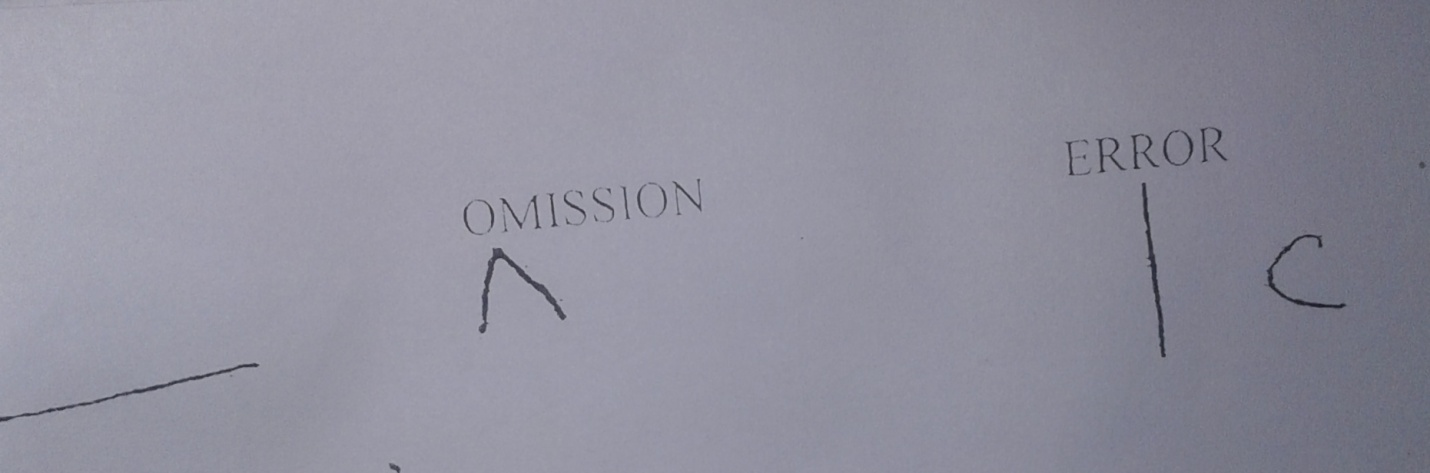 OMISSION
ERROR
^
| C